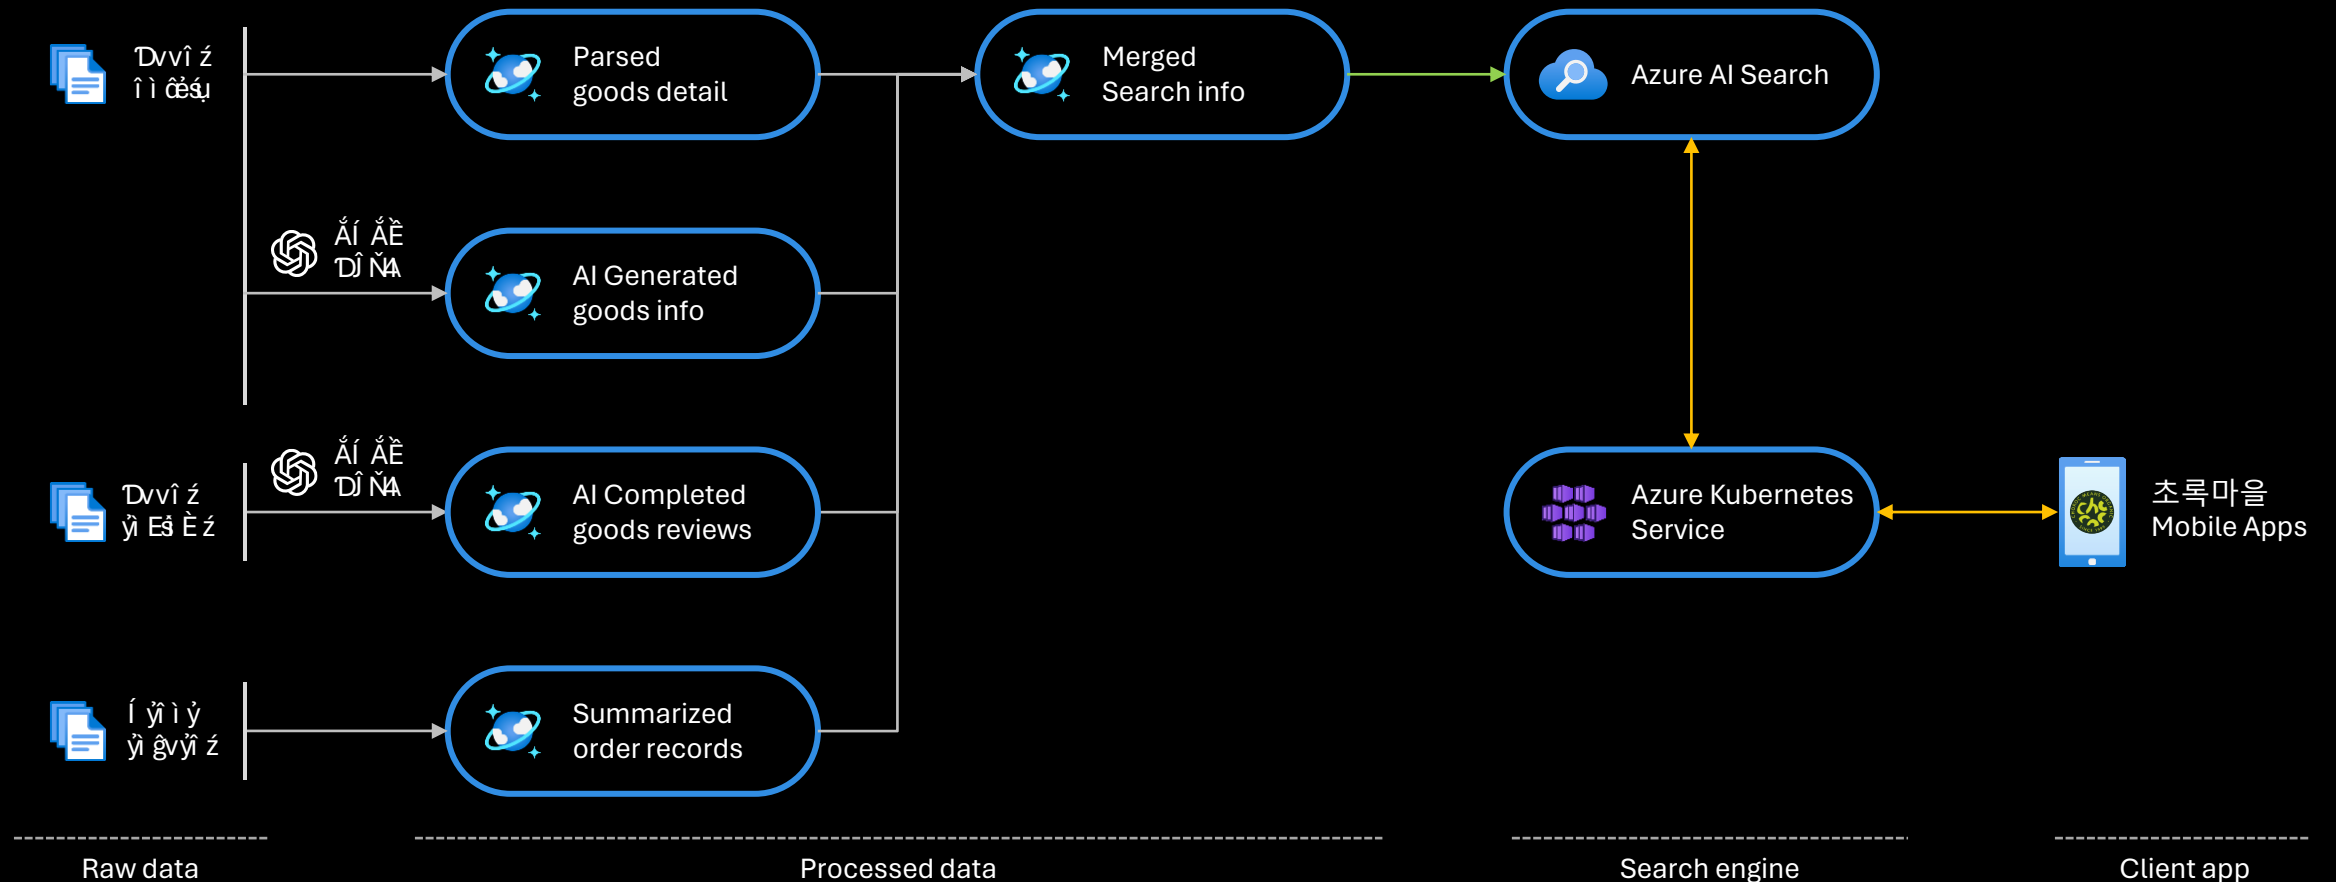 Parsed
goods detail
Merged
Search info
Azure AI Search
AI Generated
goods info
AI Completed
goods reviews
Azure Kubernetes
Service
초록마을
Mobile Apps
Summarized
order records
Raw data
Processed data
Search engine
Client app